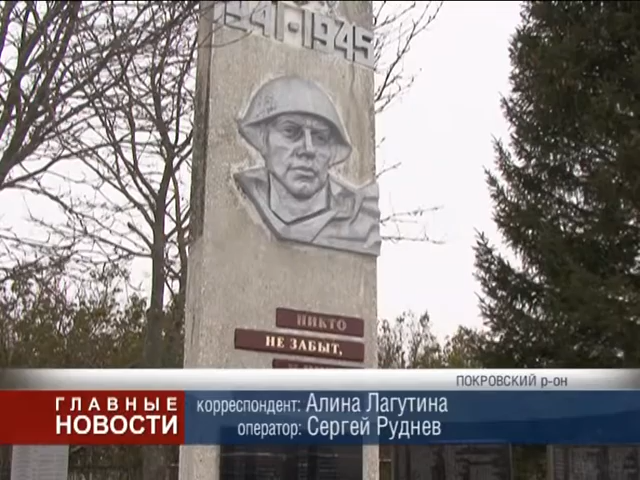 1941-1945
НИКТО
НЕ ЗАБЫТ,
ПОКРОВСКИЙ р-он
ГЛАВНЫЕ
НОВОСТИ
корреспондент: Алина Лагутина
оператор: Сергей Руднев